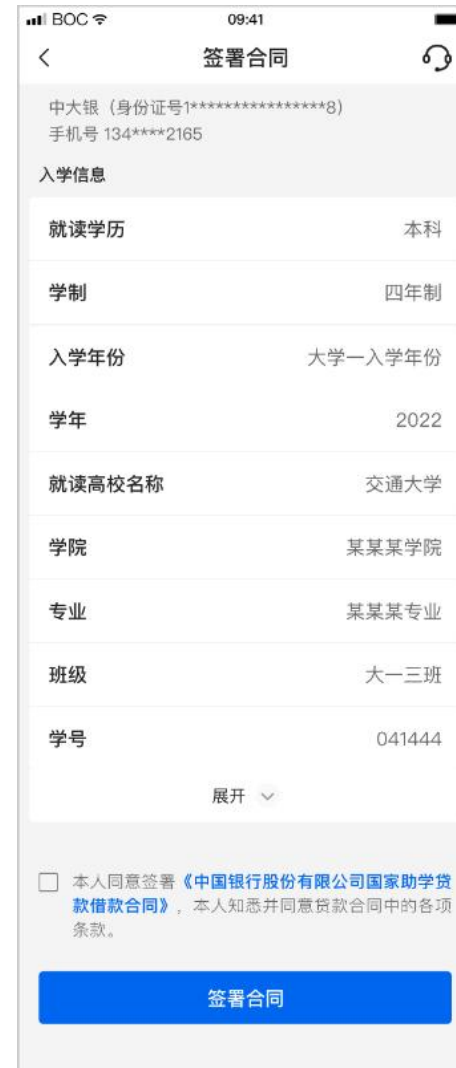 BOC 09:41
签署合同
中大银（身份证号1****************8）
手机号 134****2165
入学信息
就读学历 本科
学制 四年制
入学年份 大学一入学年份
学年 2022
就读高校名称 交通大学
学院 某某某学院
专业 某某某专业
班级 大一三班
学号 041444
展开
本人同意签署《中国银行股份有限公司国家助学贷
款借款合同》，本人知悉并同意贷款合同中的各项
条款。
签署合同